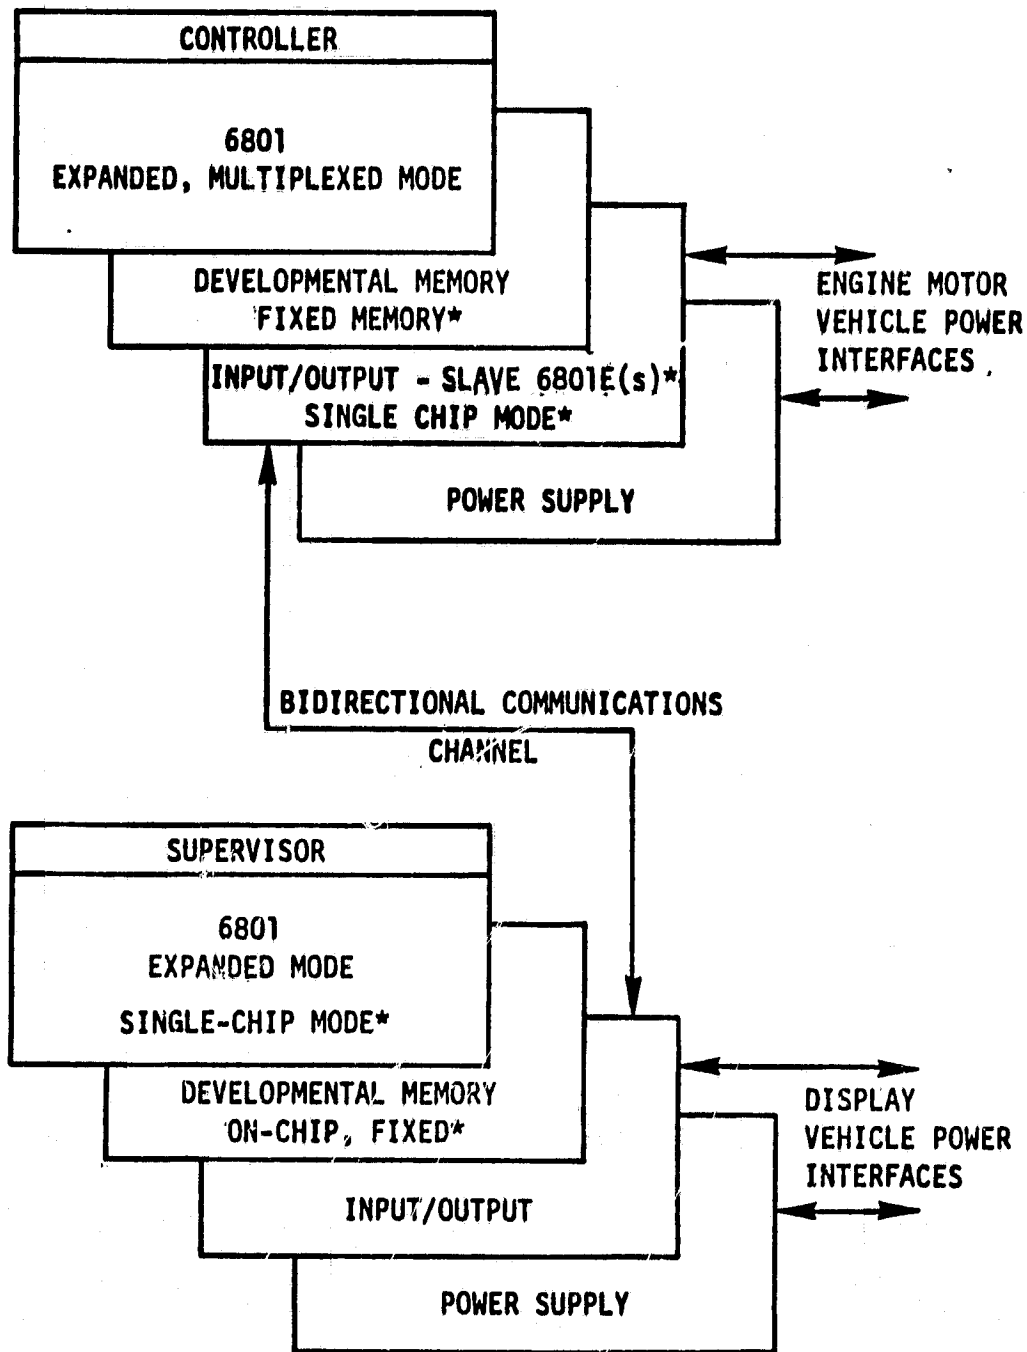 CONTROLLER
6801
EXPANDED, MULTIPLEXED MODE
DEVELOPMENTAL MEMORY
FIXED MEMORY*
INPUT/OUTPUT - SLAVE 6801E(s)*
SINGLE CHIP MODE*
POWER SUPPLY
ENGINE MOTOR
VEHICLE POWER
INTERFACES
BIDIRECTIONAL COMMUNICATIONS
CHANNEL
SUPERVISOR
6801
EXPANDED MODE
SINGLE-CHIP MODE*
DEVELOPMENTAL MEMORY
ON-CHIP, FIXED*
INPUT/OUTPUT
POWER SUPPLY
DISPLAY
VEHICLE POWER
INTERFACES